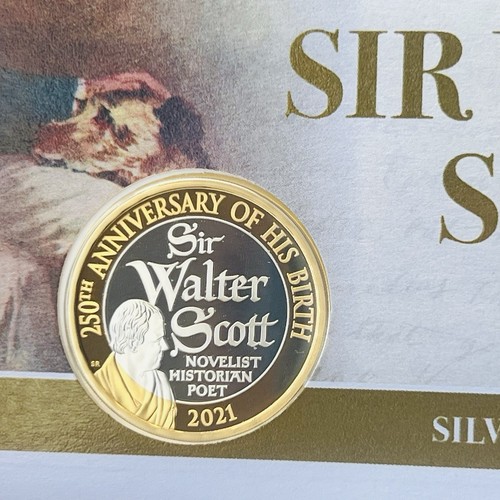 SIR
S
250TH ANNIVERSARY OF HIS BIRTH
Sir
Walter
Scott
NOVELIST
HISTORIAN
POET
SR
2021
SILV